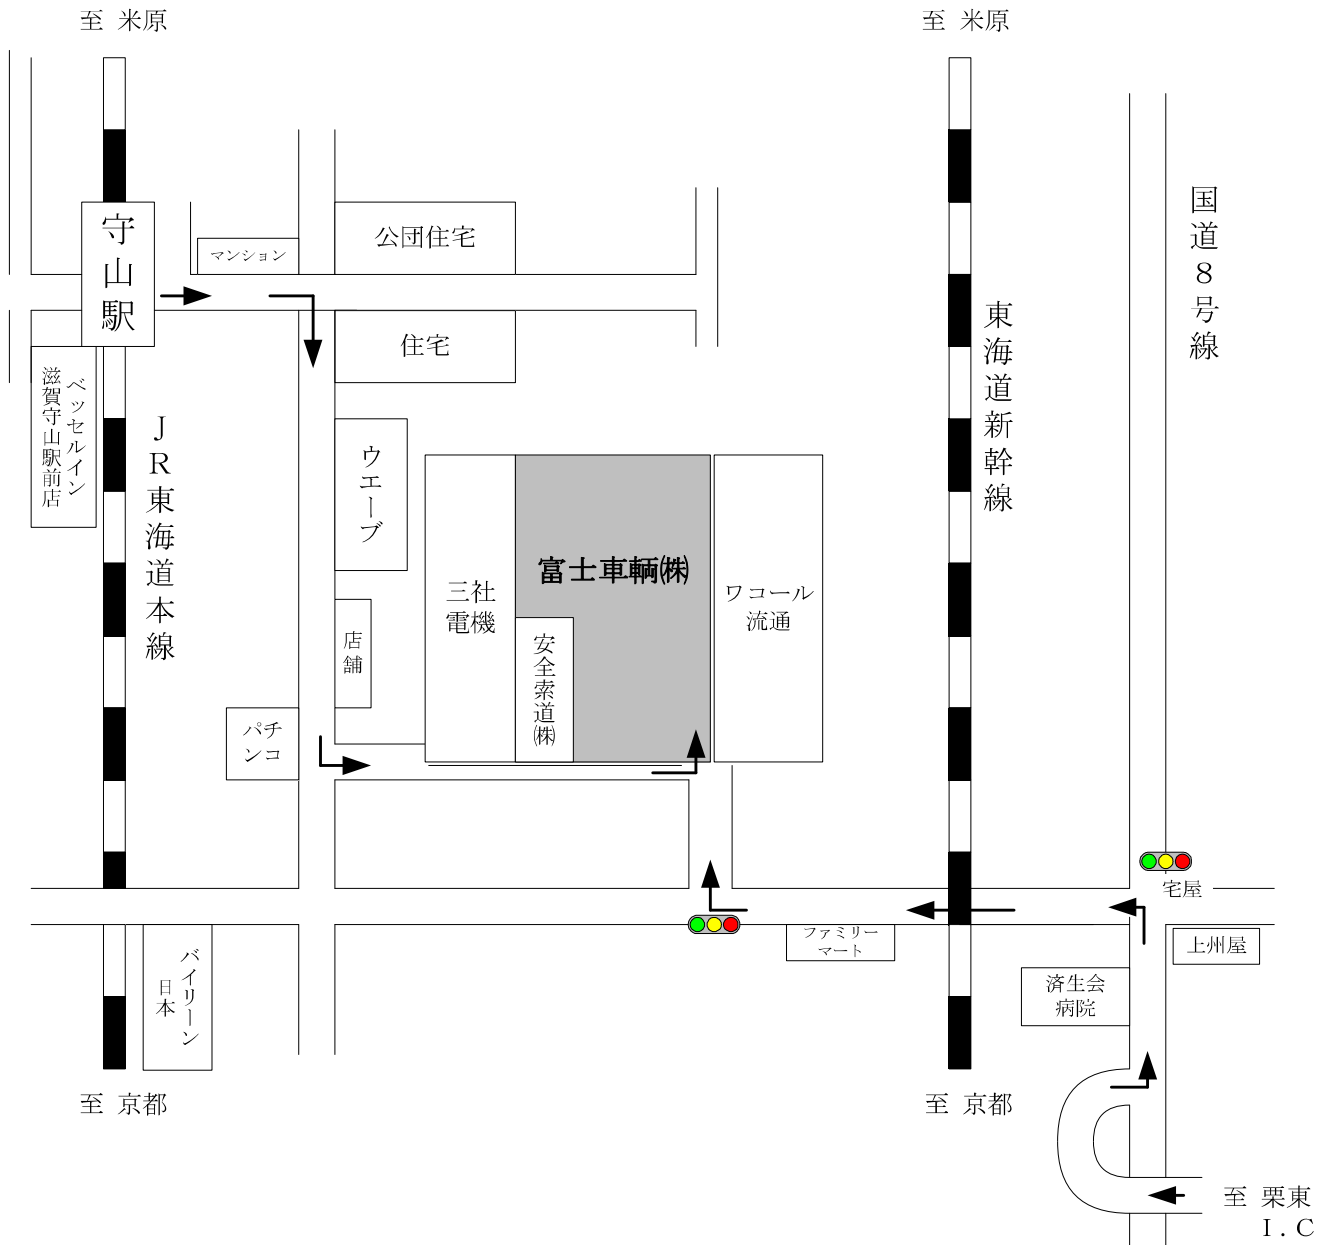 至 米原
至 米原
守山駅
マンション
公団住宅
住宅
国道８号線
東海道新幹線
ベッセルイン
滋賀守山駅前店
ＪＲ東海道本線
ウエーブ
三社
電機
富士車輌㈱
ワコール
流通
店舗
安全索道㈱
パチ
ンコ
宅屋
ファミリー
マート
上州屋
バイリーン
日本
済生会
病院
至 京都
至 京都
至 栗東
Ｉ.Ｃ